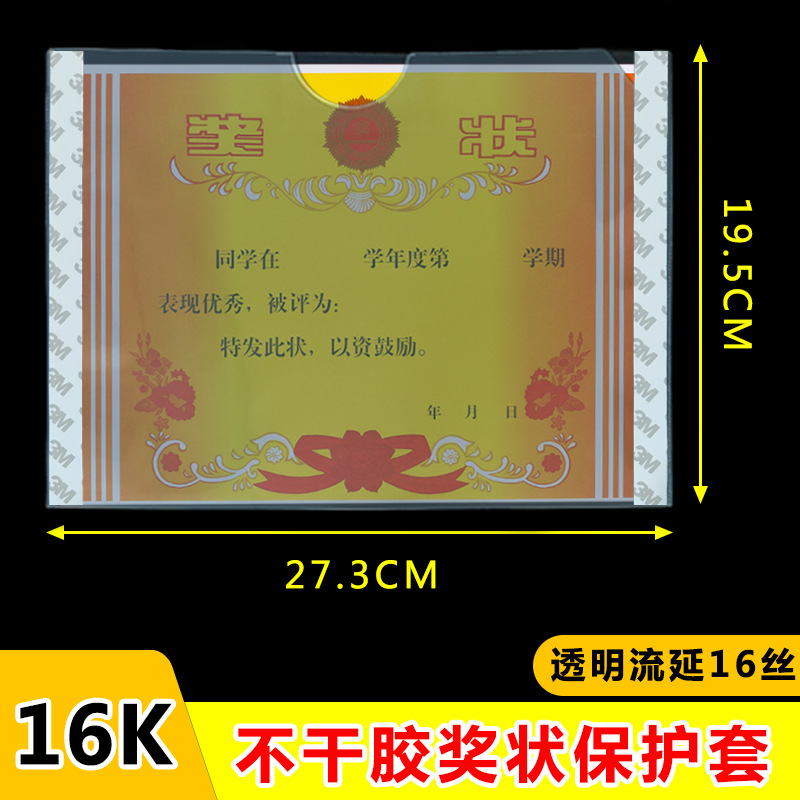 奖 状
同学在 学年度第 学期
表现优秀，被评为：
特发此状，以资鼓励。
年 月 日
3M
3M
19.5CM
27.3CM
透明流延16丝
16K
不干胶奖状保护套